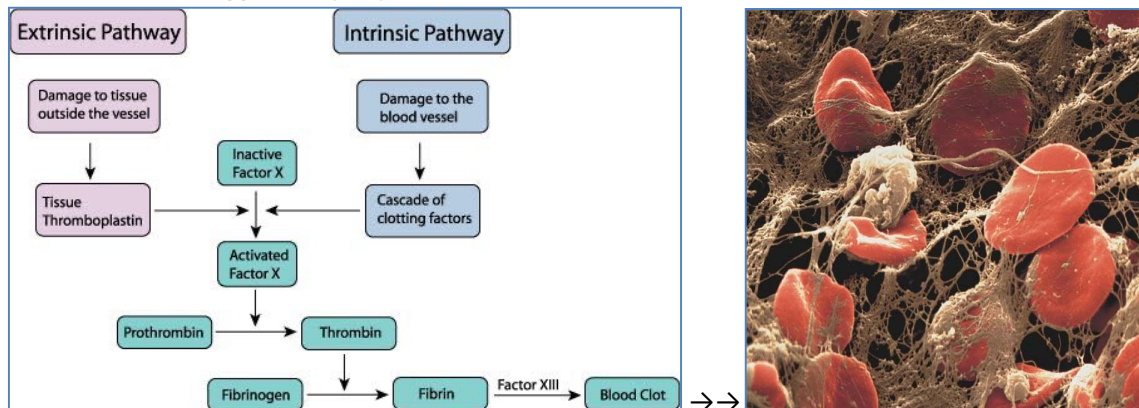 Extrinsic Pathway
Intrinsic Pathway
Damage to tissue
outside the vessel
Damage to the
blood vessel
Inactive
Factor X
Tissue
Thromboplastin
Cascade of
clotting factors
Activated
Factor X
Prothrombin
Thrombin
Fibrinogen
Fibrin
Factor XIII
Blood Clot
→→